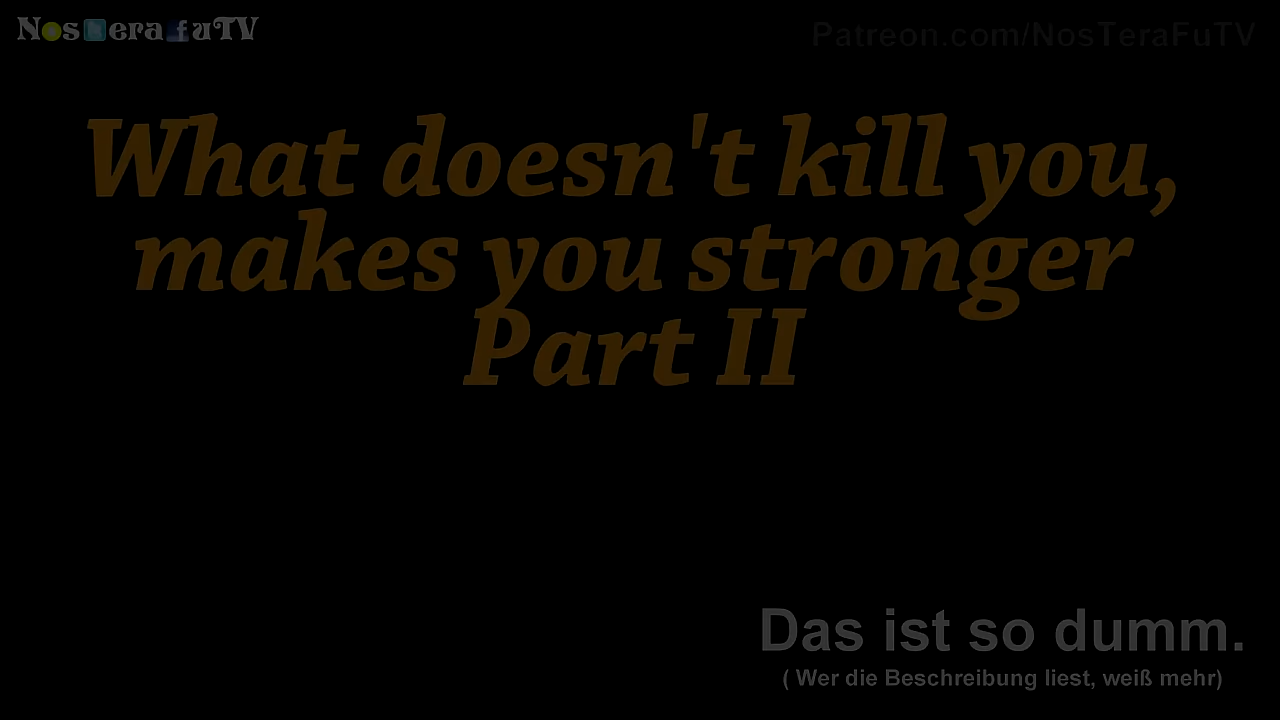 NosTerafuTV
Patreon.com/NosTeraFuTV
What doesn't kill you,
makes you stronger
Part II
Das ist so dumm.
( Wer die Beschreibung liest, weiß mehr)